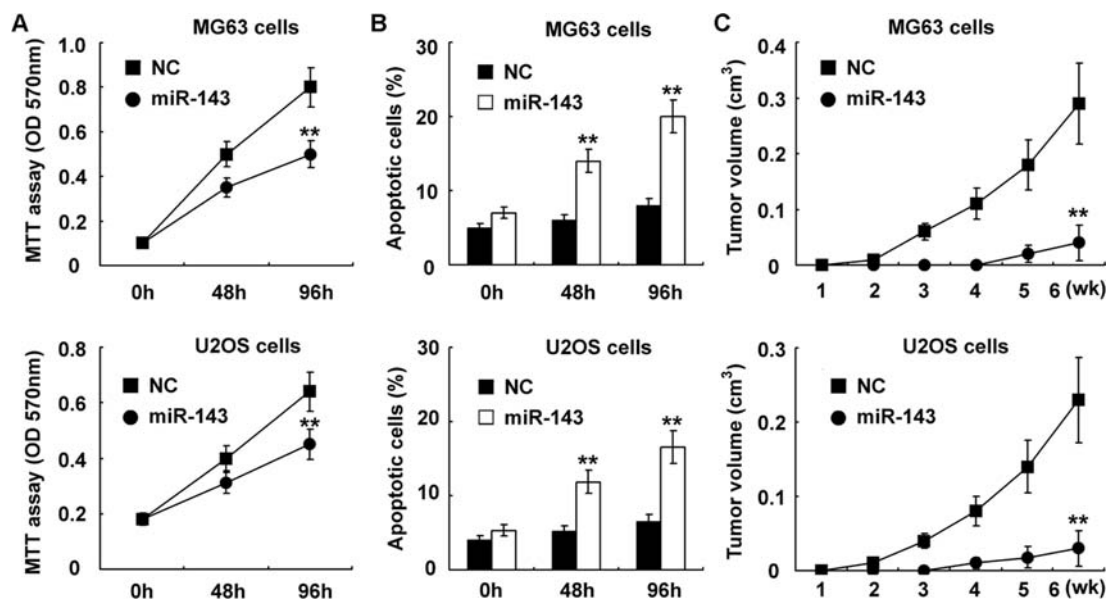 A
MG63 cells
MTT assay (OD 570nm)
1.0
0.8
0.6
0.4
0.2
0
NC
miR-143
**
0h 48h 96h
B
MG63 cells
Apoptotic cells (%)
30
20
10
0
NC
miR-143
**
**
0h 48h 96h
C
MG63 cells
Tumor volume (cm³)
0.4
0.3
0.2
0.1
0
NC
miR-143
**
1 2 3 4 5 6 (wk)
U2OS cells
MTT assay (OD 570nm)
0.8
0.6
0.4
0.2
0
NC
miR-143
**
0h 48h 96h
U2OS cells
Apoptotic cells (%)
30
20
10
0
NC
miR-143
**
**
0h 48h 96h
U2OS cells
Tumor volume (cm³)
0.3
0.2
0.1
0
NC
miR-143
**
1 2 3 4 5 6 (wk)